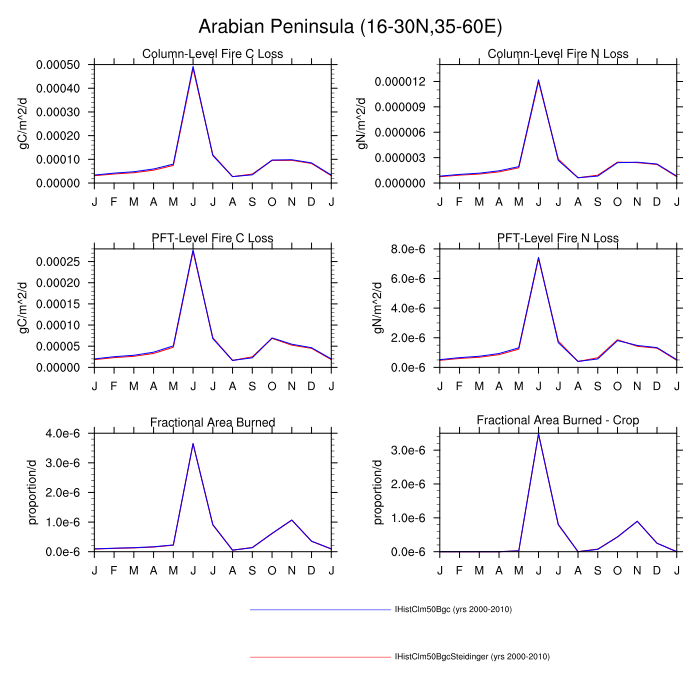 Arabian Peninsula (16-30N,35-60E)
Column-Level Fire C Loss
gC/m^2/d
0.00050
0.00040
0.00030
0.00020
0.00010
0.00000
J F M A M J J A S O N D J
Column-Level Fire N Loss
gN/m^2/d
0.000012
0.000009
0.000006
0.000003
0.000000
J F M A M J J A S O N D J
PFT-Level Fire C Loss
gC/m^2/d
0.00025
0.00020
0.00015
0.00010
0.00005
0.00000
J F M A M J J A S O N D J
PFT-Level Fire N Loss
gN/m^2/d
8.0e-6
6.0e-6
4.0e-6
2.0e-6
0.0e-6
J F M A M J J A S O N D J
Fractional Area Burned
proportion/d
4.0e-6
3.0e-6
2.0e-6
1.0e-6
0.0e-6
J F M A M J J A S O N D J
Fractional Area Burned - Crop
proportion/d
3.0e-6
2.0e-6
1.0e-6
0.0e-6
J F M A M J J A S O N D J
IHistClm50Bgc (yrs 2000-2010)
IHistClm50BgcSteidinger (yrs 2000-2010)